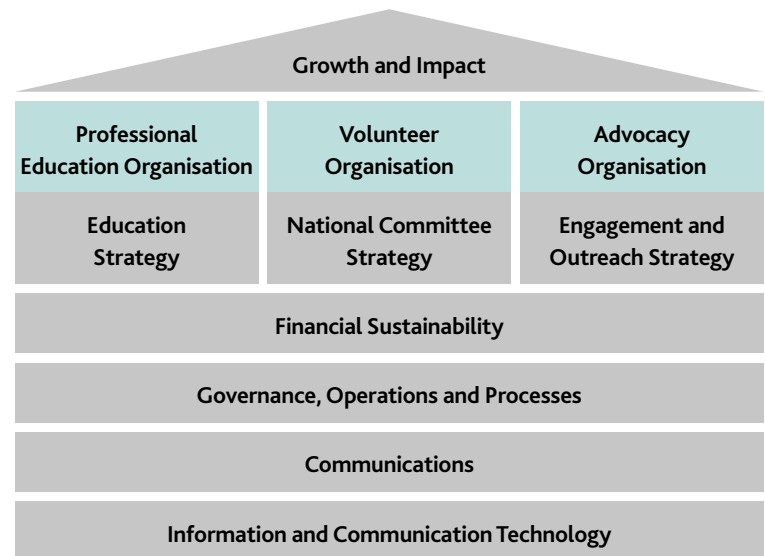 Growth and Impact
Professional
Education Organisation
Volunteer
Organisation
Advocacy
Organisation
Education
Strategy
National Committee
Strategy
Engagement and
Outreach Strategy
Financial Sustainability
Governance, Operations and Processes
Communications
Information and Communication Technology